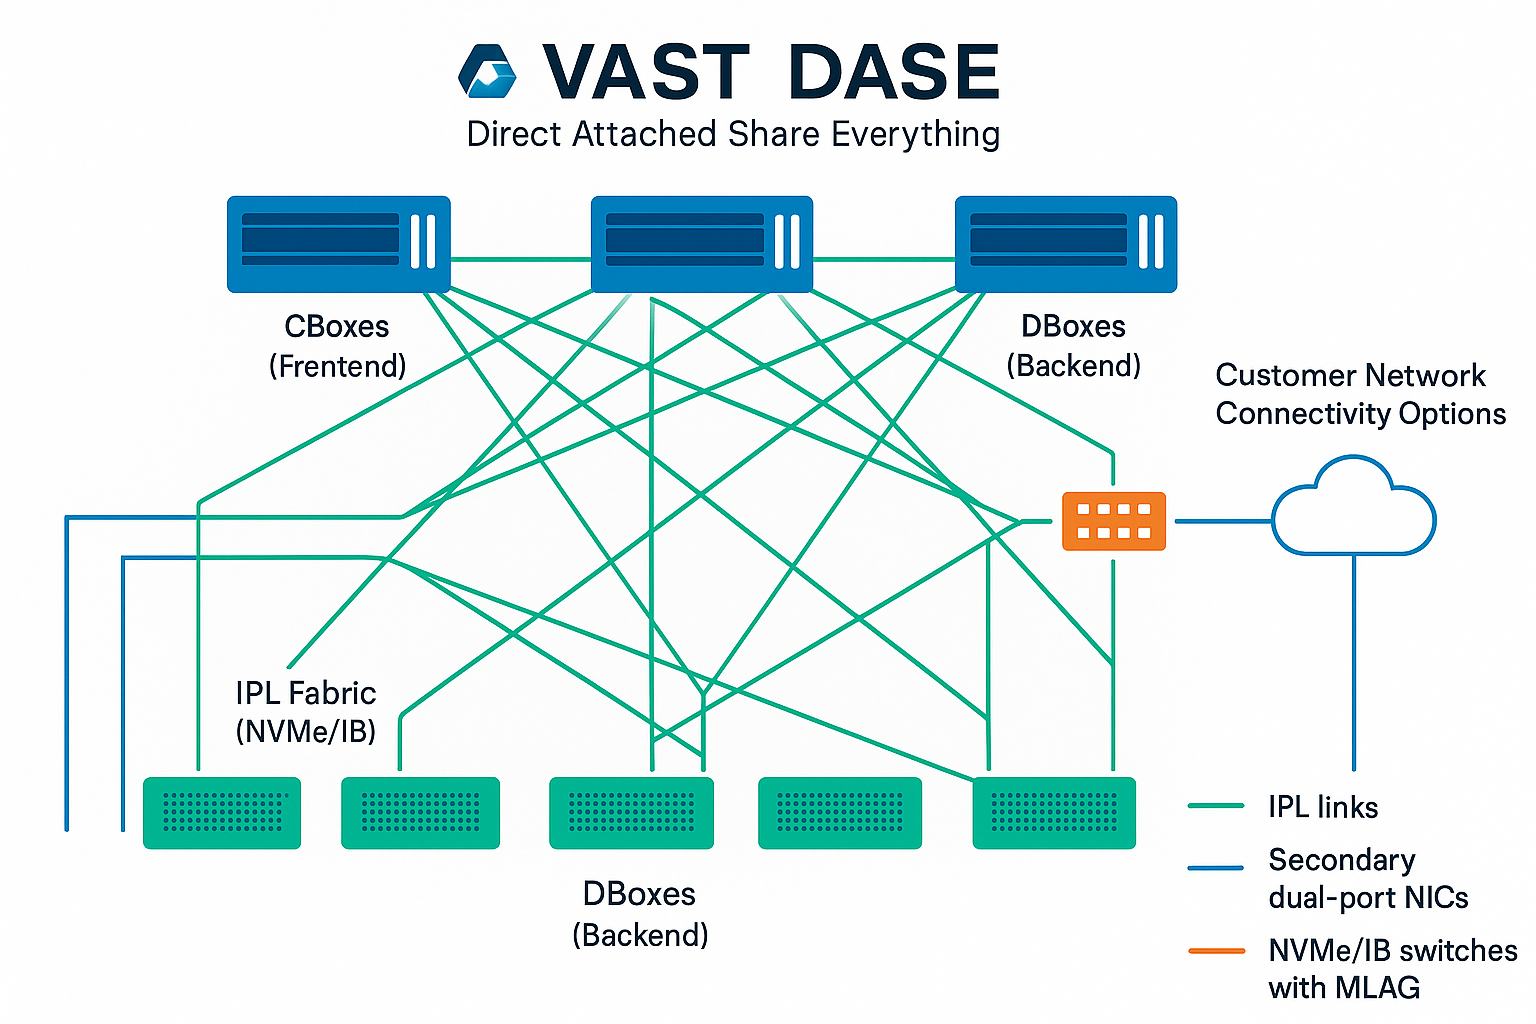 VAST DASE
Direct Attached Share Everything
CBoxes
(Frentend)
DBoxes
(Backend)
Customer Network
Connectivity Options
IPL Fabric
(NVMe/IB)
DBoxes
(Backend)
IPL links
Secondary
dual-port NICs
NVMe/IB switches
with MLAG